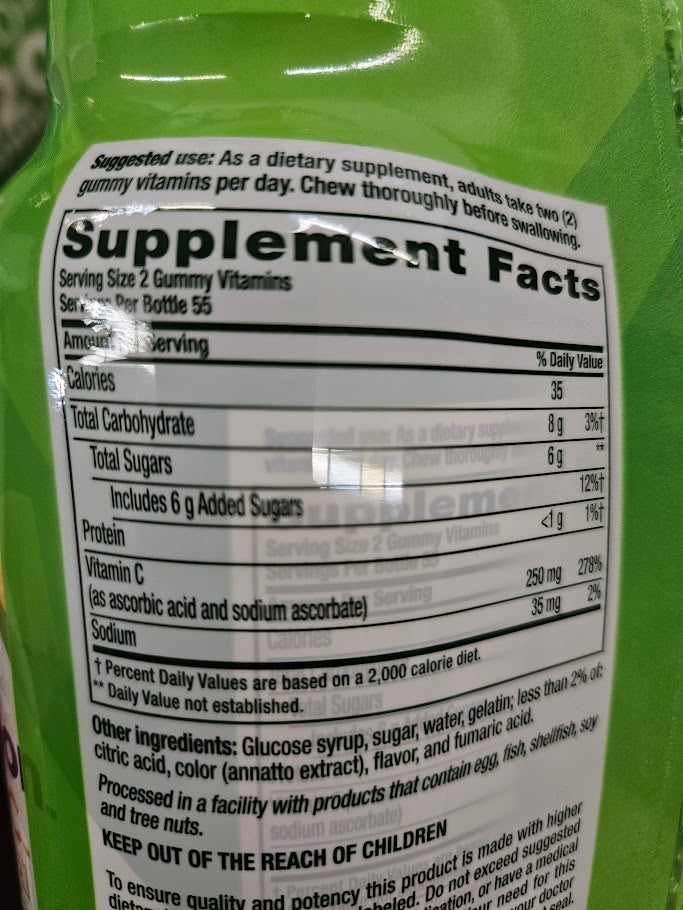 Suggested use: As a dietary supplement, adults take two (2)
gummy vitamins per day. Chew thoroughly before swallowing.
Supplement Facts
Serving Size 2 Gummy Vitamins
Per Bottle 55
Amount Serving
% Daily Value
Calories 35
Total Carbohydrate 8 g 3%†
Total Sugars 6 g **
Includes 6 g Added Sugars 12%†
Protein <1 g 1%†
Vitamin C
(as ascorbic acid and sodium ascorbate) 250 mg 278%
Sodium 35 mg 2%
† Percent Daily Values are based on a 2,000 calorie diet.
** Daily Value not established.
Other ingredients: Glucose syrup, sugar, water, gelatin; less than 2% of:
citric acid, color (annatto extract), flavor, and fumaric acid.
Processed in a facility with products that contain egg, fish, shellfish, soy
and tree nuts.
KEEP OUT OF THE REACH OF CHILDREN
To ensure quality and potency this product is made with higher
Do not exceed suggested
or have a medical
need for this
doctor
seal.